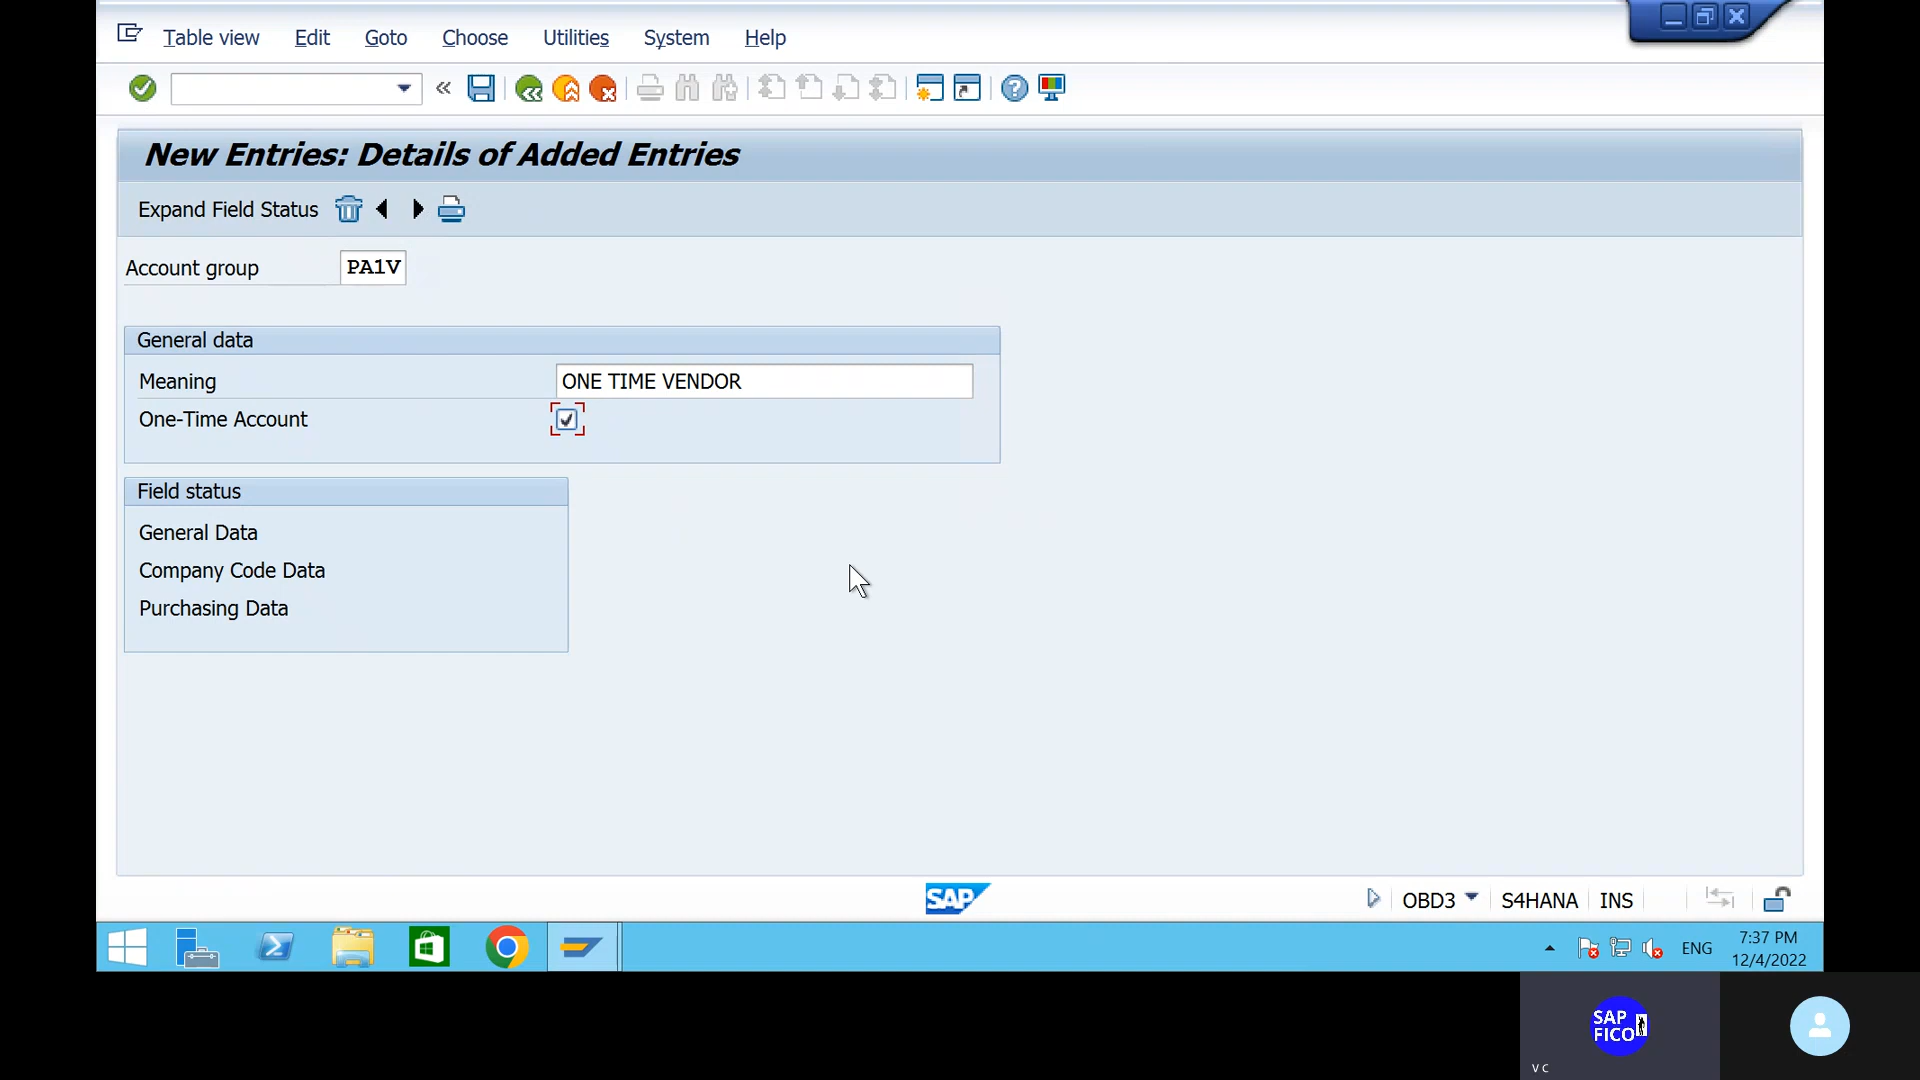 Table view Edit Goto Choose Utilities System Help
New Entries: Details of Added Entries
Expand Field Status
Account group PA1V
General data
Meaning ONE TIME VENDOR
One-Time Account
Field status
General Data
Company Code Data
Purchasing Data
SAP OBD3 S4HANA INS
ENG 7:37 PM
12/4/2022
SAP
FICO
v c